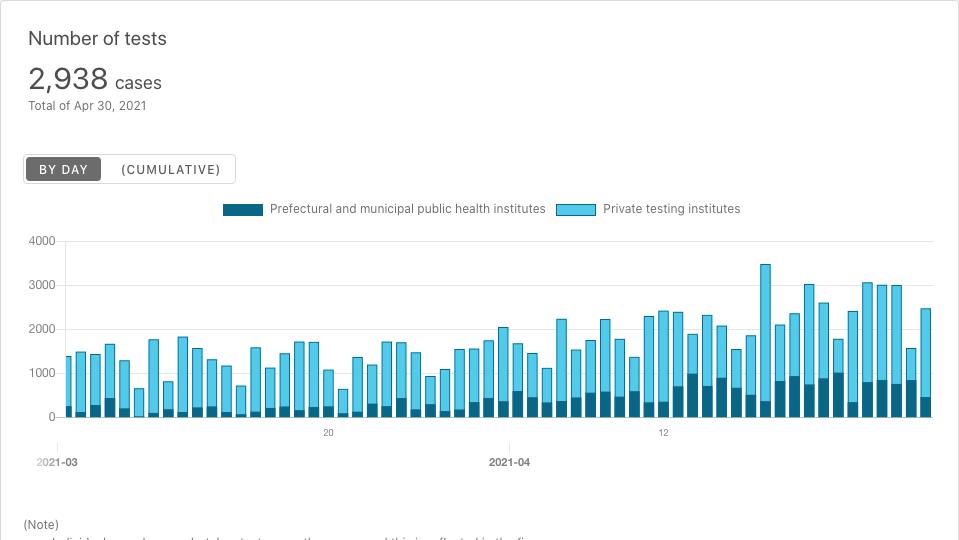 Number of tests
2,938 cases
Total of Apr 30, 2021
BY DAY (CUMULATIVE)
Prefectural and municipal public health institutes Private testing institutes
4000
3000
2000
1000
0
20 12
2021-03 2021-04
(Note)